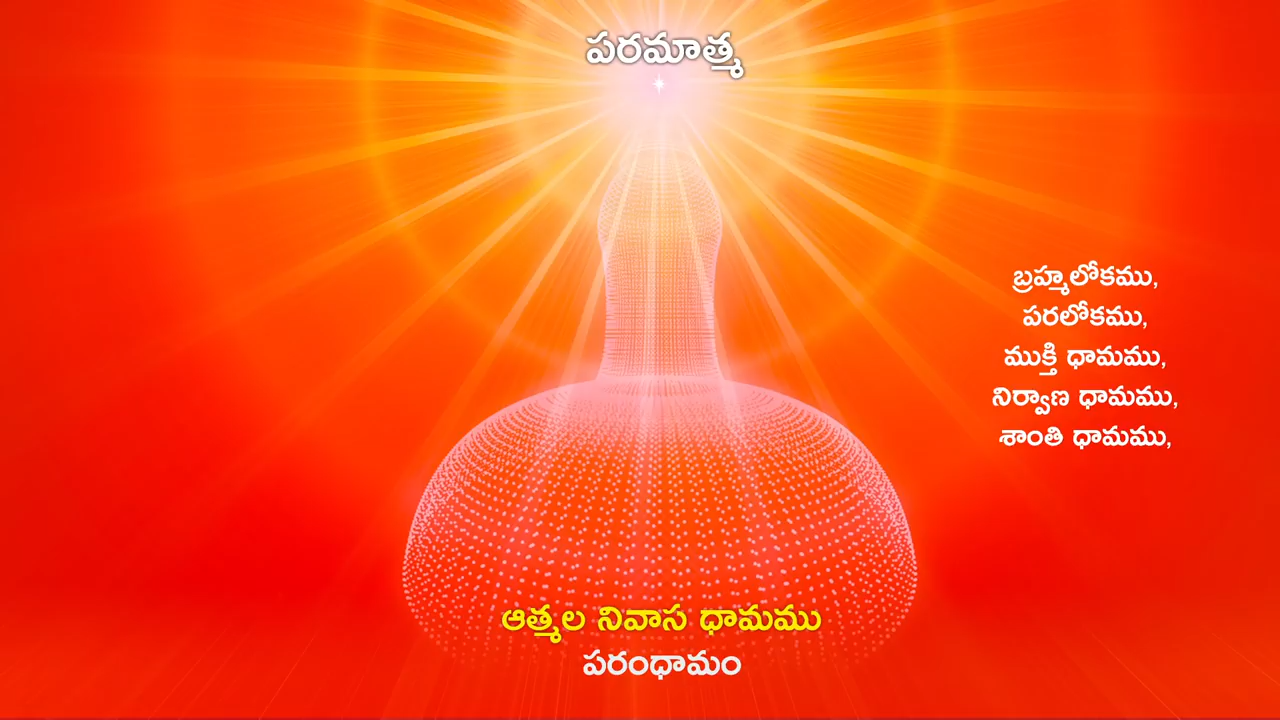 పరమాత్మ
బ్రహ్మలోకము,
పరలోకము,
ముక్తి ధామము,
నిర్వాణ ధామము,
శాంతి ధామము,
ఆత్మల నివాస ధామము
పరంధామం